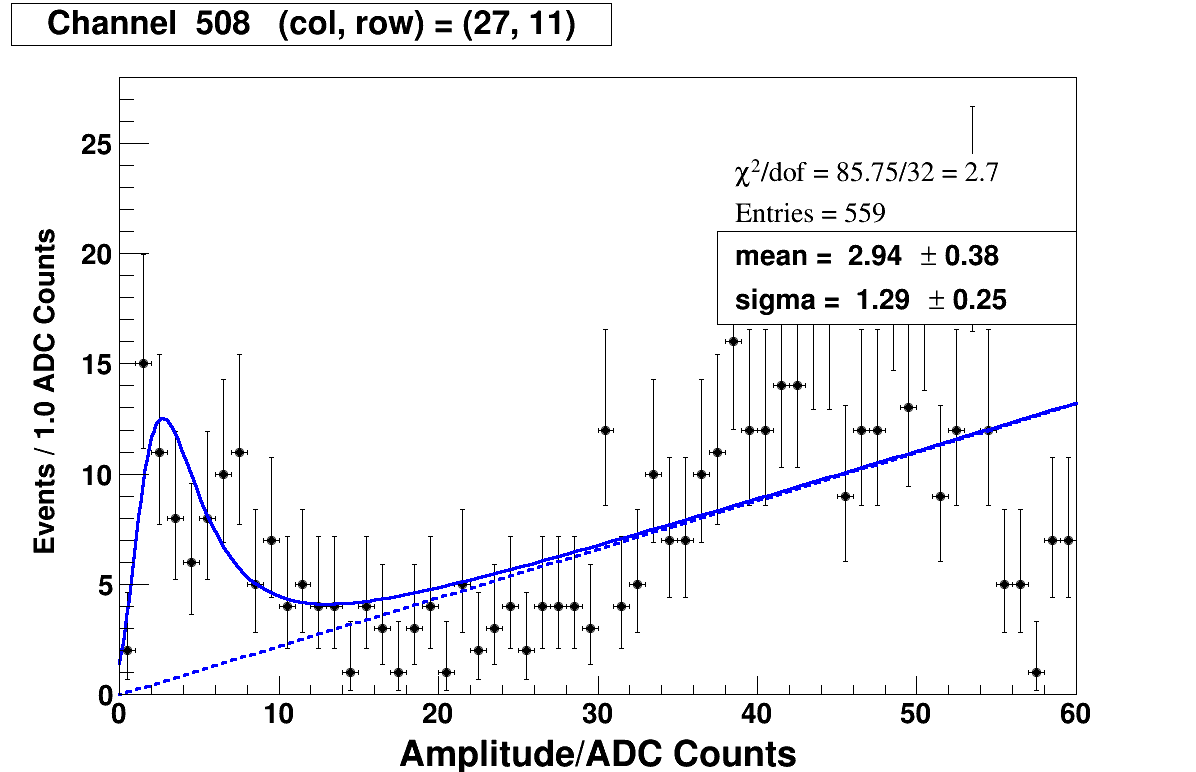 Channel 508 (col, row) = (27, 11)
χ²/dof = 85.75/32 = 2.7
Entries = 559
mean = 2.94 ± 0.38
sigma = 1.29 ± 0.25
Events / 1.0 ADC Counts
25
20
15
10
5
0
0 10 20 30 40 50 60
Amplitude/ADC Counts